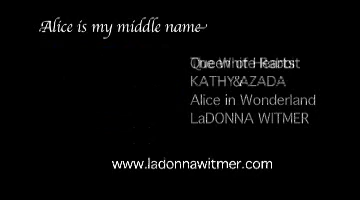 Alice is my middle name
KATHY&AZADA
Alice in Wonderland
LaDONNA WITMER
www.ladonnawitmer.com